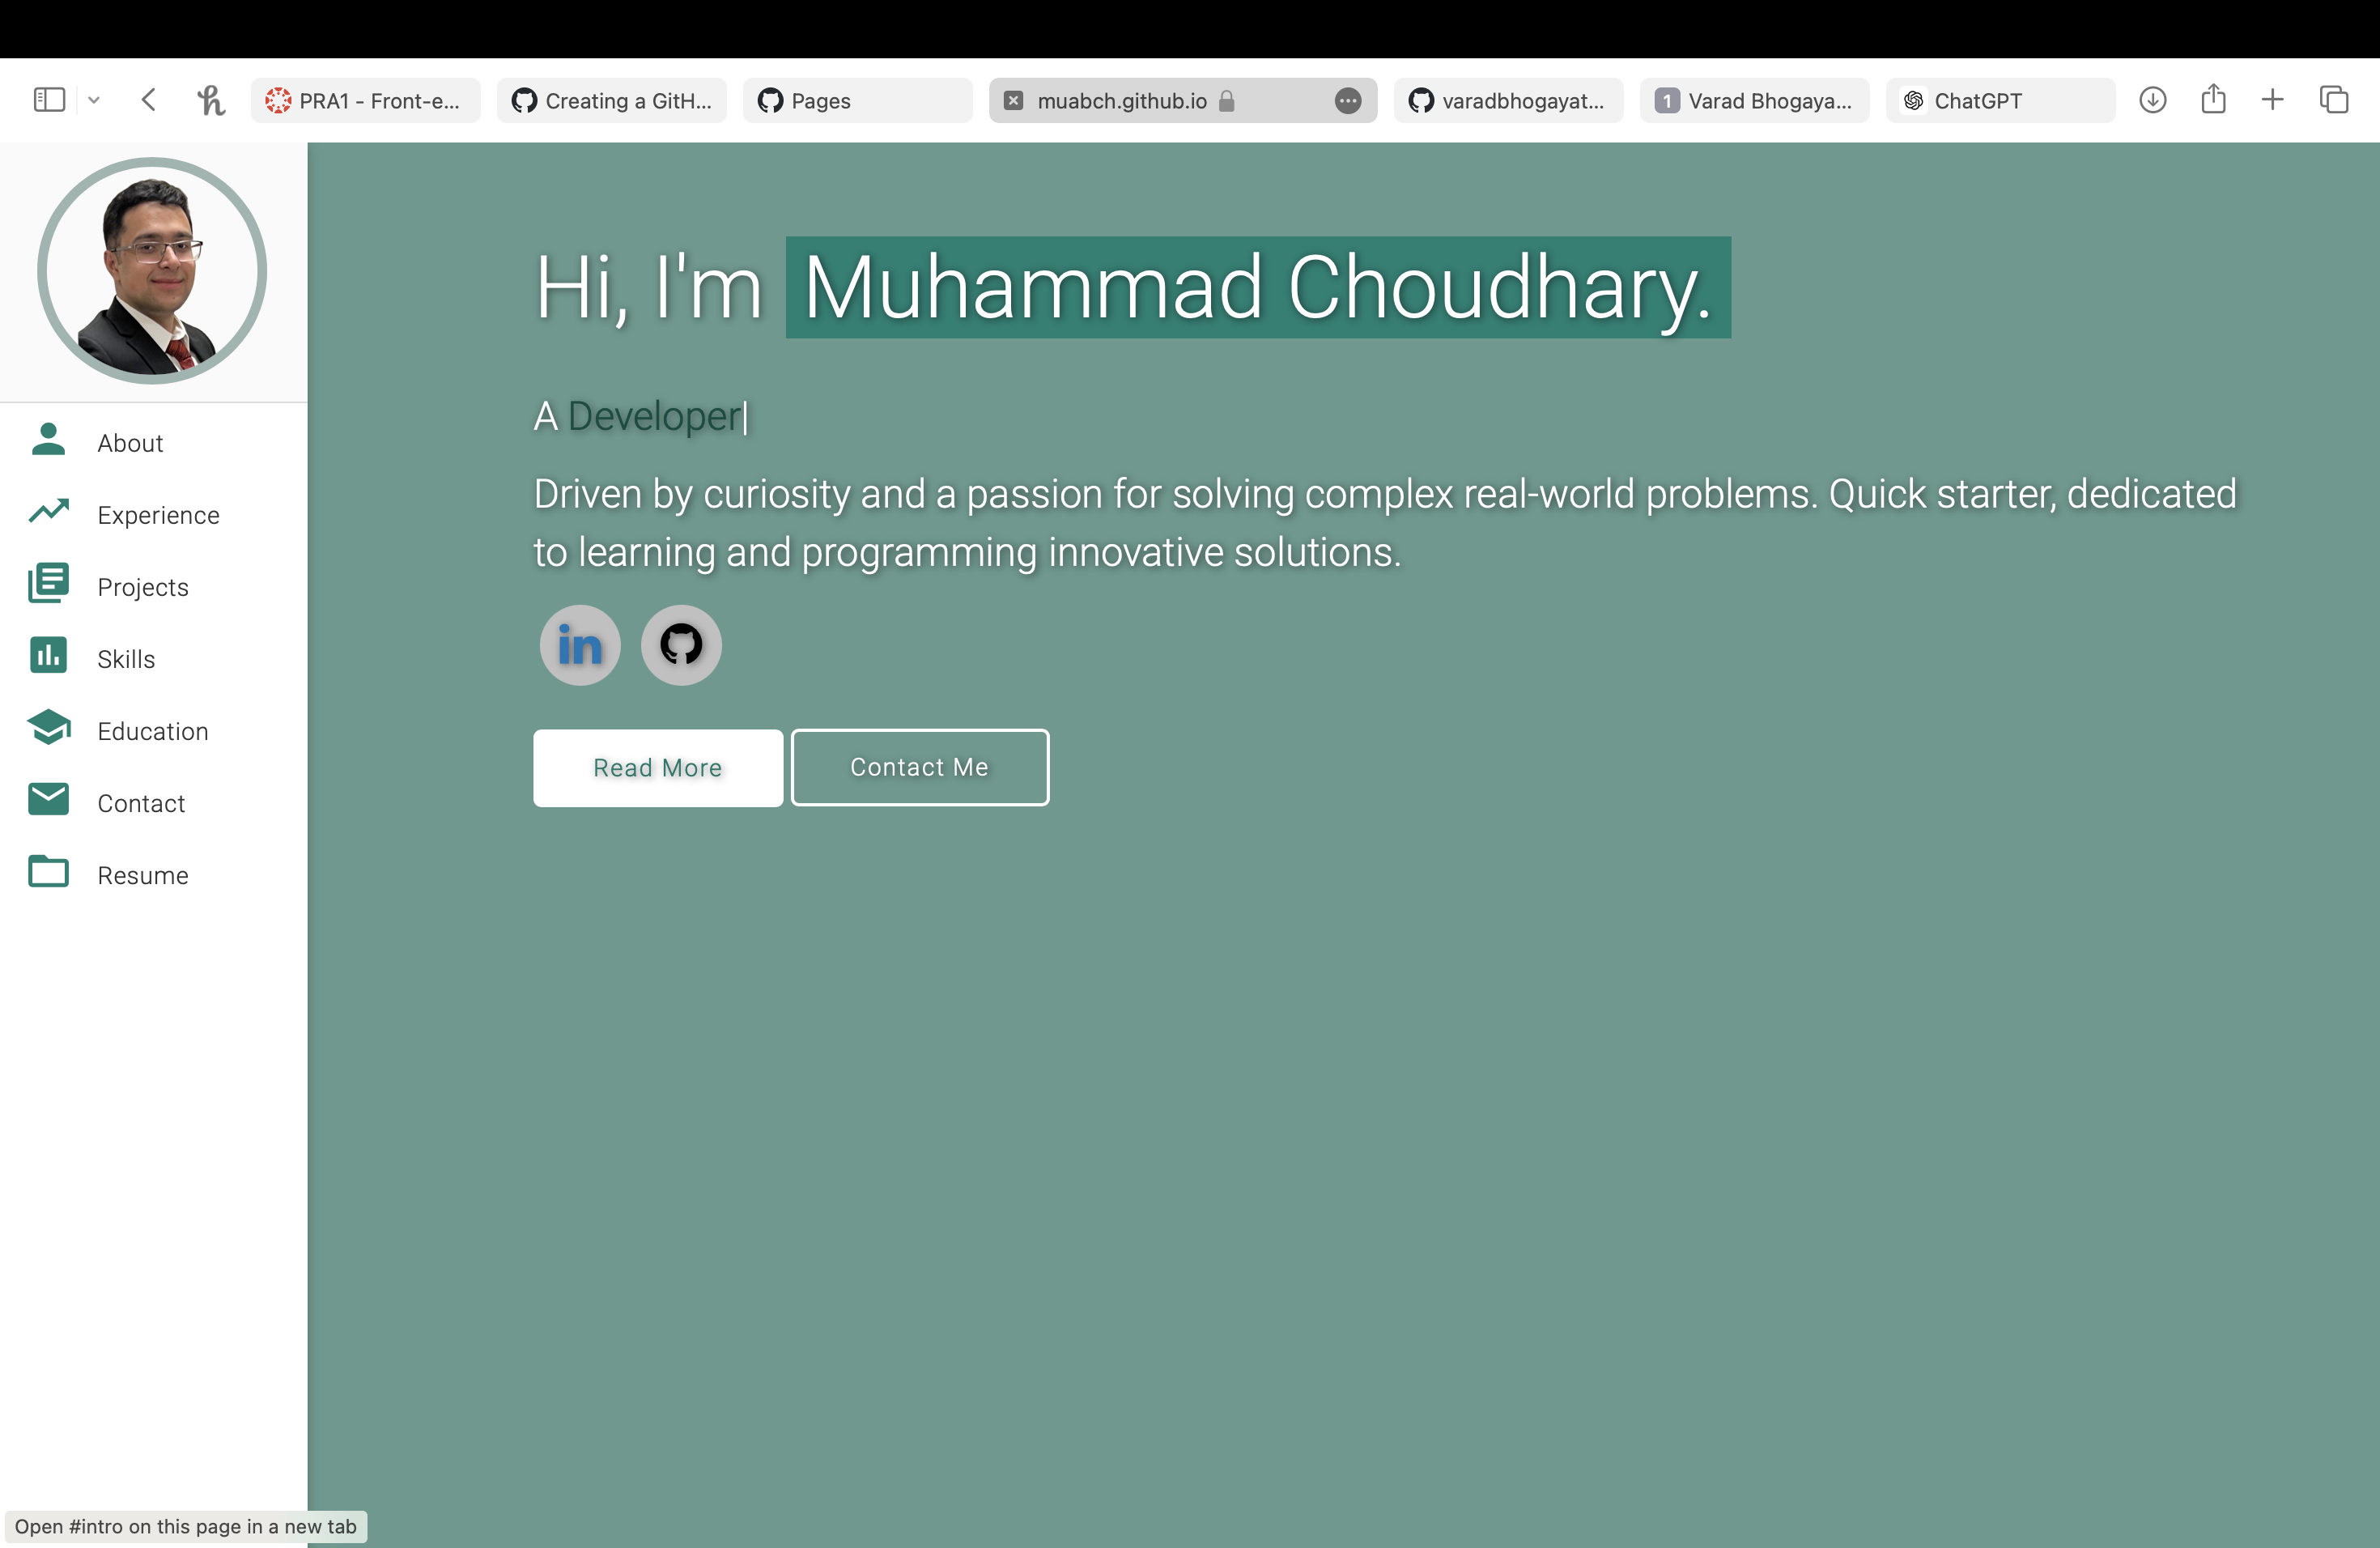 PRA1 - Front-e...
Creating a GitH...
Pages
muabch.github.io
varadbhogayat...
1 Varad Bhogaya...
ChatGPT
Hi, I'm Muhammad Choudhary.
A Developer|
Driven by curiosity and a passion for solving complex real-world problems. Quick starter, dedicated
to learning and programming innovative solutions.
in
Read More
Contact Me
About
Experience
Projects
Skills
Education
Contact
Resume
Open #intro on this page in a new tab